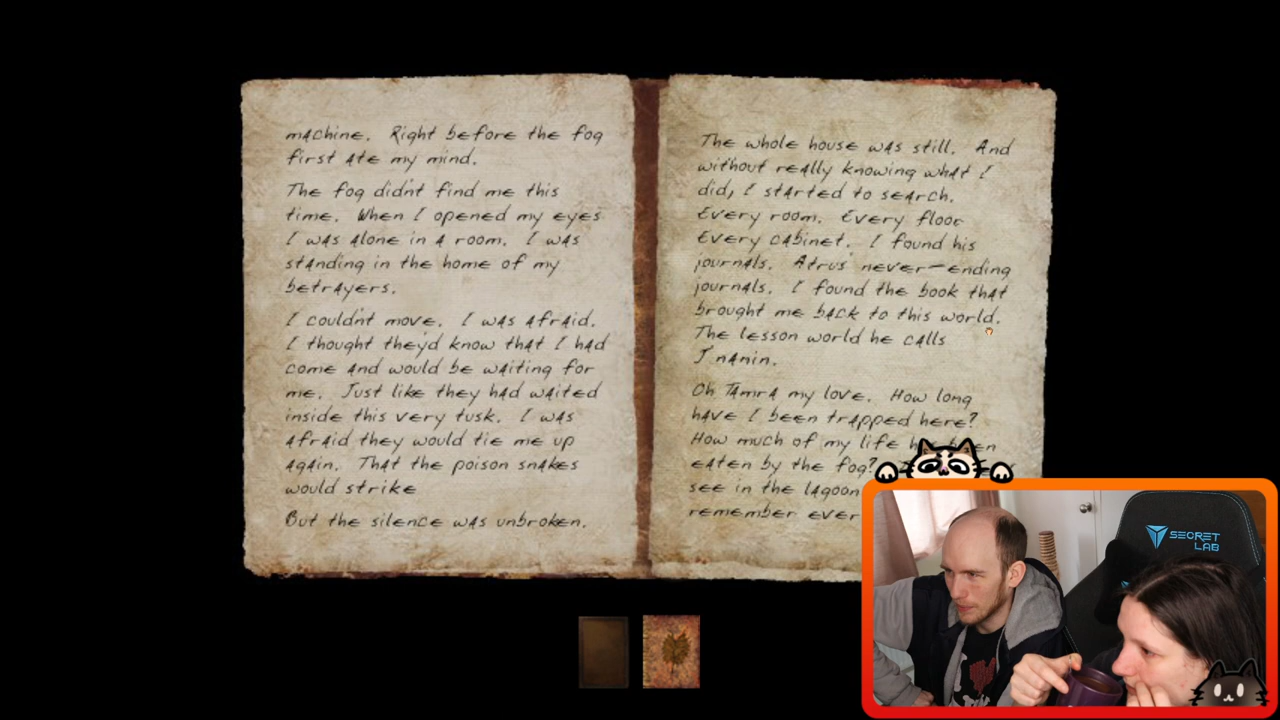 machine. Right before the fog
first ate my mind.
The fog didn't find me this
time. When I opened my eyes
I was alone in a room. I was
standing in the home of my
betrayers.
I couldn't move. I was afraid.
I thought they'd know that I had
come and would be waiting for
me. Just like they had waited
inside this very tusk. I was
afraid they would tie me up
again. That the poison snakes
would strike
But the silence was unbroken.
The whole house was still. And
without really knowing what I
did, I started to search.
Every room. Every floor
Every cabinet. I found his
journals. Atrus' never-ending
journals. I found the book that
brought me back to this world.
The lesson world he calls
J'nanin.
Oh Tamra my love. How long
have I been trapped here?
How much of my life
eaten by the fog?
see in the lagoon
remember ever
SECRET
LAB